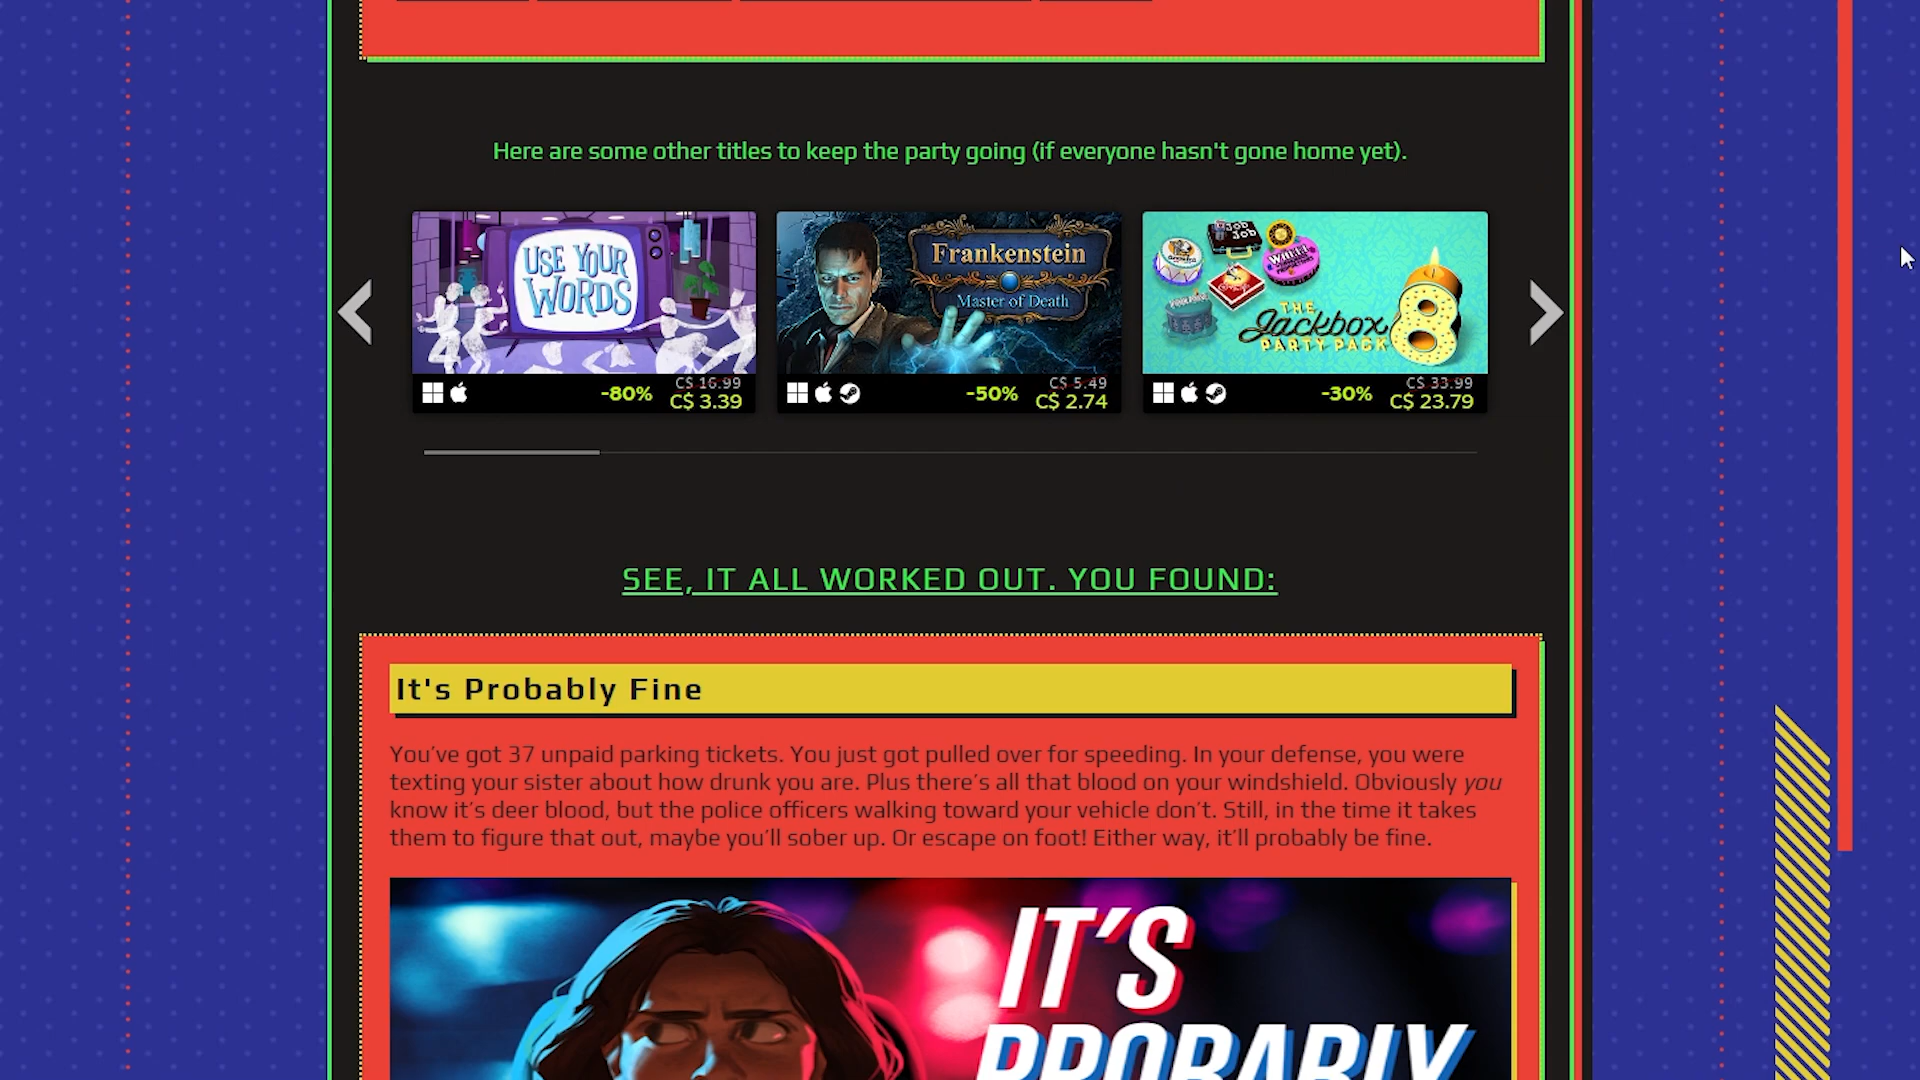 Here are some other titles to keep the party going (if everyone hasn't gone home yet).
USE YOUR
WORDS
Frankenstein
Master of Death
JOB
JOB
WHEEL
THE
Jackbox
PARTY PACK
8
-80%
C$ 16.99
C$ 3.39
-50%
C$ 5.49
C$ 2.74
-30%
C$ 33.99
C$ 23.79
SEE, IT ALL WORKED OUT. YOU FOUND:
It's Probably Fine
You've got 37 unpaid parking tickets. You just got pulled over for speeding. In your defense, you were
texting your sister about how drunk you are. Plus there's all that blood on your windshield. Obviously you
know it's deer blood, but the police officers walking toward your vehicle don't. Still, in the time it takes
them to figure that out, maybe you'll sober up. Or escape on foot! Either way, it'll probably be fine.
IT'S
PROBABLY